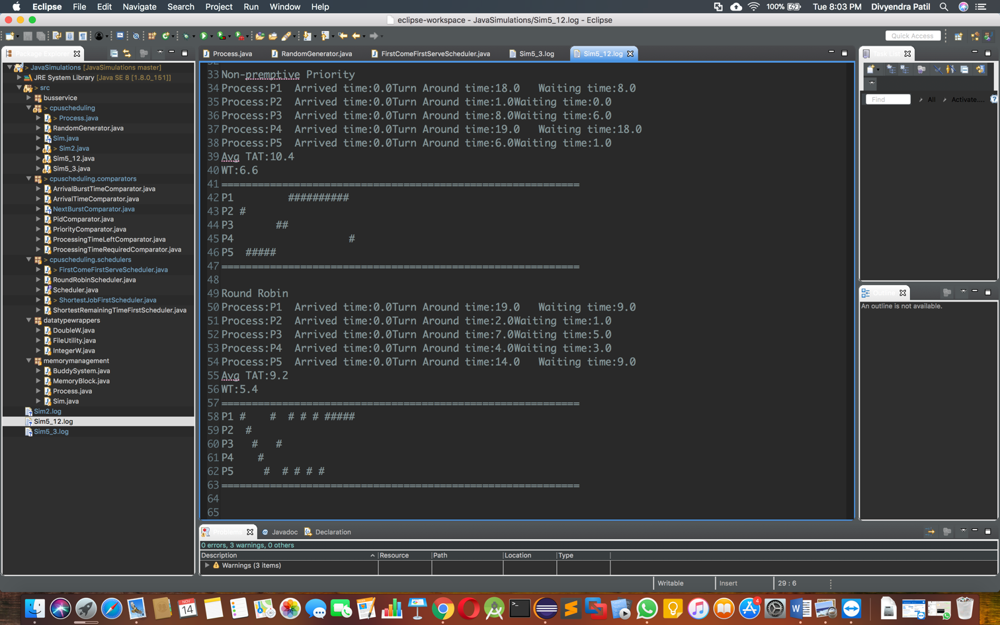 Eclipse File Edit Navigate Search Project Run Window Help 100% Tue 8:03 PM Divyendra Patil
eclipse-workspace - JavaSimulations/Sim5_12.log - Eclipse
Quick Access
Process.java RandomGenerator.java FirstComeFirstServeScheduler.java Sim5_3.log Sim5_12.log
> JavaSimulations [JavaSimulations master]
JRE System Library [Java SE 8 [1.8.0_151]]
> src
busservice
> cpuscheduling
> Process.java
RandomGenerator.java
Sim.java
> Sim2.java
Sim5_12.java
Sim5_3.java
> cpuscheduling.comparators
ArrivalBurstTimeComparator.java
ArrivalTimeComparator.java
NextBurstComparator.java
PidComparator.java
PriorityComparator.java
ProcessingTimeLeftComparator.java
ProcessingTimeRequiredComparator.java
> cpuscheduling.schedulers
> FirstComeFirstServeScheduler.java
RoundRobinScheduler.java
Scheduler.java
> ShortestJobFirstScheduler.java
ShortestRemainingTimeFirstScheduler.java
datatypewrappers
DoubleW.java
FileUtility.java
IntegerW.java
memorymanagement
BuddySystem.java
MemoryBlock.java
Process.java
Sim.java
Sim2.log
Sim5_12.log
Sim5_3.log
32
33 Non-premptive Priority
34 Process:P1 Arrived time:0.0Turn Around time:18.0 Waiting time:8.0
35 Process:P2 Arrived time:0.0Turn Around time:1.0Waiting time:0.0
36 Process:P3 Arrived time:0.0Turn Around time:8.0Waiting time:6.0
37 Process:P4 Arrived time:0.0Turn Around time:19.0 Waiting time:18.0
38 Process:P5 Arrived time:0.0Turn Around time:6.0Waiting time:1.0
39 Avg TAT:10.4
40 WT:6.6
41 ===========================================================
42 P1 ##########
43 P2 #
44 P3 ##
45 P4 #
46 P5 #####
47 ===========================================================
48
49 Round Robin
50 Process:P1 Arrived time:0.0Turn Around time:19.0 Waiting time:9.0
51 Process:P2 Arrived time:0.0Turn Around time:2.0Waiting time:1.0
52 Process:P3 Arrived time:0.0Turn Around time:7.0Waiting time:5.0
53 Process:P4 Arrived time:0.0Turn Around time:4.0Waiting time:3.0
54 Process:P5 Arrived time:0.0Turn Around time:14.0 Waiting time:9.0
55 Avg TAT:9.2
56 WT:5.4
57 ===========================================================
58 P1 # # # # # #####
59 P2 #
60 P3 # #
61 P4 #
62 P5 # # # # #
63 ===========================================================
64
65
Find All Activate...
Outline
An outline is not available.
Problems Javadoc Declaration
0 errors, 3 warnings, 0 others
Description Resource Path Location Type
Warnings (3 items)
Writable Insert 29 : 6
NOV
14
4